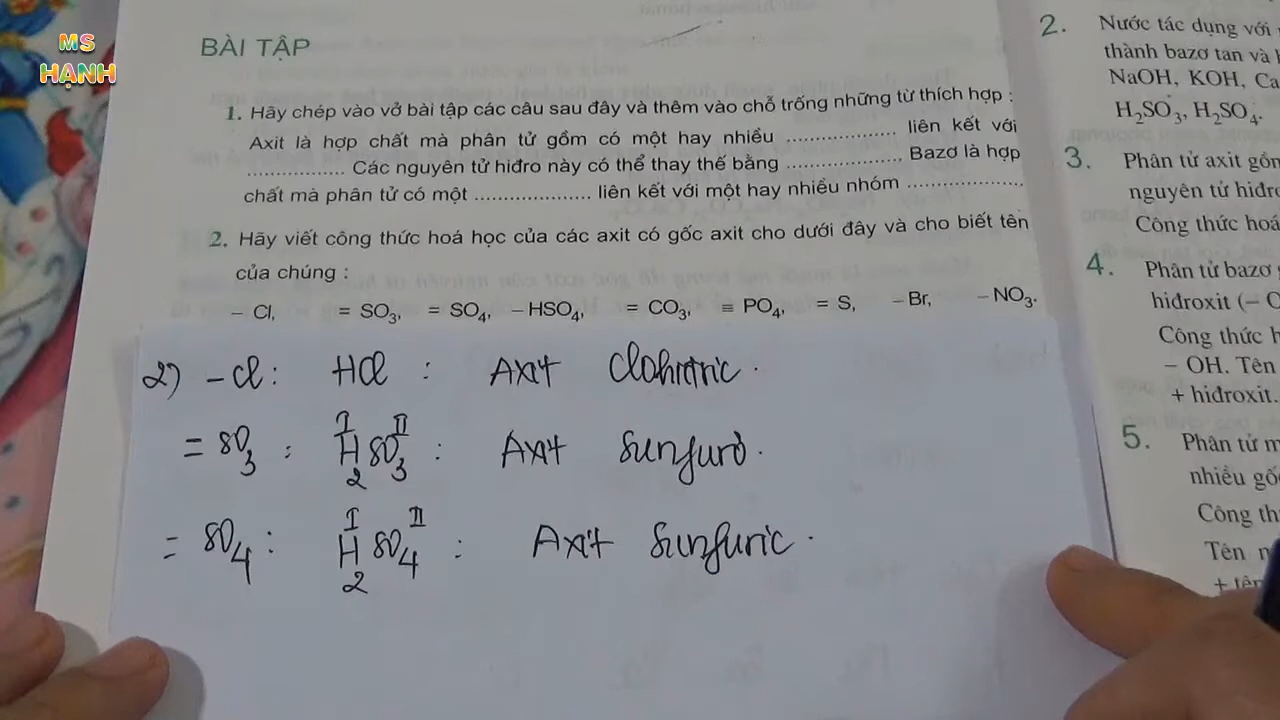 MS
HẠNH
BÀI TẬP
1. Hãy chép vào vở bài tập các câu sau đây và thêm vào chỗ trống những từ thích hợp :
Axit là hợp chất mà phân tử gồm có một hay nhiều ................... liên kết với
................. Các nguyên tử hiđro này có thể thay thế bằng .................... Bazơ là hợp
chất mà phân tử có một .................... liên kết với một hay nhiều nhóm ....................
2. Hãy viết công thức hoá học của các axit có gốc axit cho dưới đây và cho biết tên
của chúng :
– Cl, = SO₃, = SO₄, – HSO₄, = CO₃, ≡ PO₄, = S, – Br, – NO₃.
2) – Cl : HCl : Axit Clohiđric.
I II
= SO₃ : H₂SO₃ : Axit Sunfurơ.
I II
= SO₄ : H₂SO₄ : Axit Sunfuric.
2. Nước tác dụng với
thành bazơ tan và
NaOH, KOH, Ca
H₂SO₃, H₂SO₄.
3. Phân tử axit gồm
nguyên tử hiđro
Công thức hoá
4. Phân tử bazơ
hiđroxit (– O
Công thức h
– OH. Tên
+ hiđroxit.
5. Phân tử m
nhiều gố
Công th
Tên
+ tên